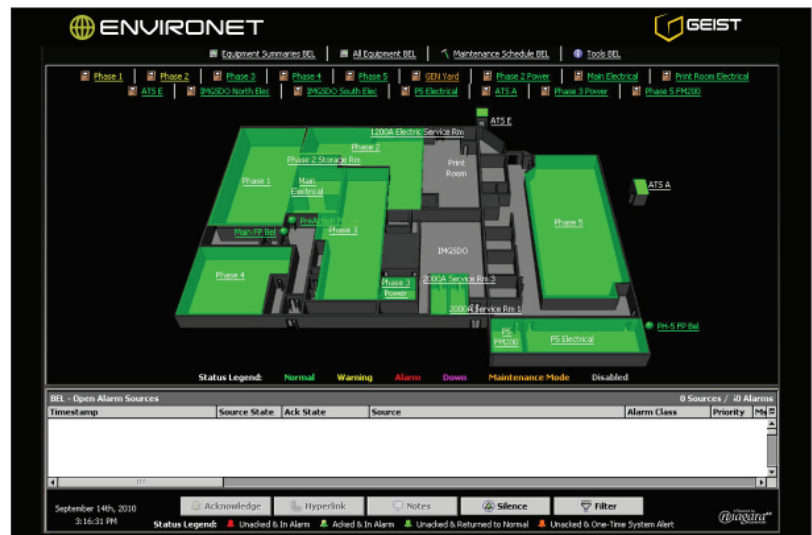 ENVIRONET
GEIST
Equipment Summaries BEL | All Equipment BEL | Maintenance Schedule BEL | Tools BEL
Phase 1 | Phase 2 | Phase 3 | Phase 4 | Phase 5 | GEN Yard | Phase 2 Power | Main Electrical | Print Room Electrical
ATS E | IMGSDO North Elec | IMGSDO South Elec | P5 Electrical | ATS A | Phase 3 Power | Phase 5 FM200
ATS E
1200A Electric Service Rm
Phase 2
Phase 2 Storage Rm
Print
Room
Phase 1
Main
Electrical
ATS A
PreAction
Main FP Bel
Phase 3
Phase 5
IMGSDO
Phase 4
Phase 3
Power
2000A Service Rm 3
2000A Service Rm 1
P5
FM200
P5 Electrical
PH-5 FP Bel
Status Legend: Normal Warning Alarm Down Maintenance Mode Disabled
BEL - Open Alarm Sources
0 Sources / 0 Alarms
Timestamp Source State Ack State Source Alarm Class Priority
Acknowledge Hyperlink Notes Silence Filter
September 14th, 2010
3:16:31 PM
Status Legend: Unacked & In Alarm Acked & In Alarm Unacked & Returned to Normal Unacked & One-Time System Alert
niagara